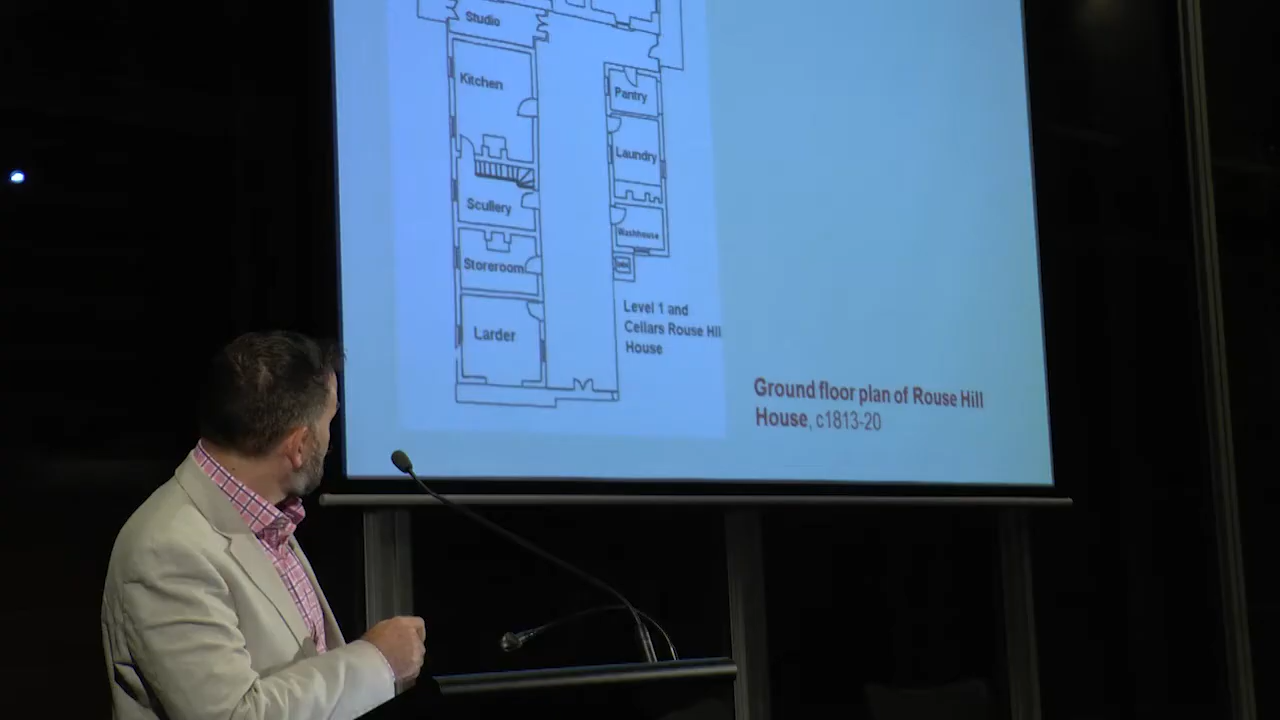 Studio
Kitchen
Pantry
Laundry
Scullery
Washhouse
Storeroom
Larder
Level 1 and
Cellars Rouse Hill
House
Ground floor plan of Rouse Hill
House, c1813-20